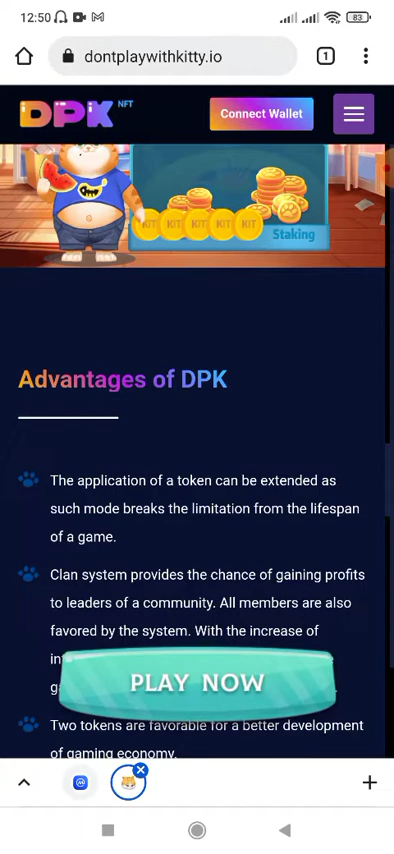 12:50
83
dontplaywithkitty.io
1
DPK NFT
Connect Wallet
KIT KIT KIT KIT KIT
Staking
Advantages of DPK
The application of a token can be extended as
such mode breaks the limitation from the lifespan
of a game.
Clan system provides the chance of gaining profits
to leaders of a community. All members are also
favored by the system. With the increase of
PLAY NOW
Two tokens are favorable for a better development
of gaming economy.